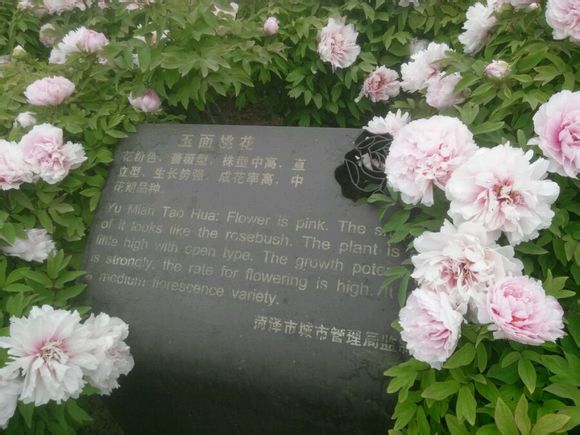 玉面桃花
花粉色、蔷薇型，株型中高，直
立型，生长势强，成花率高，中
花期品种。
Yu Mian Tao Hua: Flower is pink. The
of it looks like the rosebush. The plant is
little high with open type. The growth
is strongly, the rate for flowering is high.
medium florescence variety.
菏泽市城市管理局监